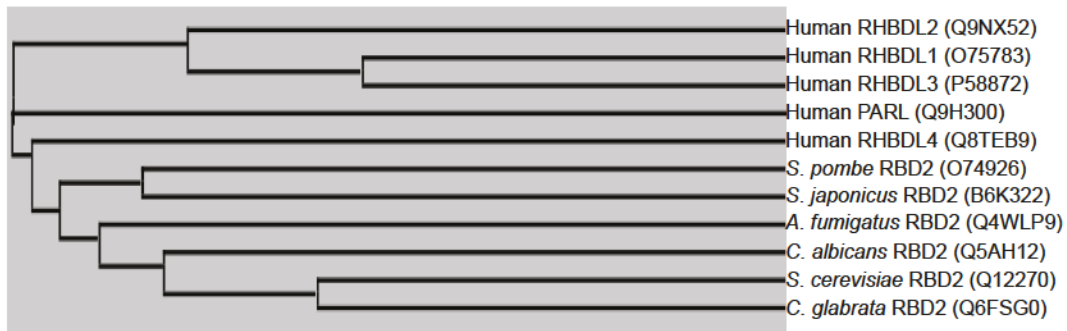 Human RHBDL2 (Q9NX52)
Human RHBDL1 (O75783)
Human RHBDL3 (P58872)
Human PARL (Q9H300)
Human RHBDL4 (Q8TEB9)
S. pombe RBD2 (O74926)
S. japonicus RBD2 (B6K322)
A. fumigatus RBD2 (Q4WLP9)
C. albicans RBD2 (Q5AH12)
S. cerevisiae RBD2 (Q12270)
C. glabrata RBD2 (Q6FSG0)